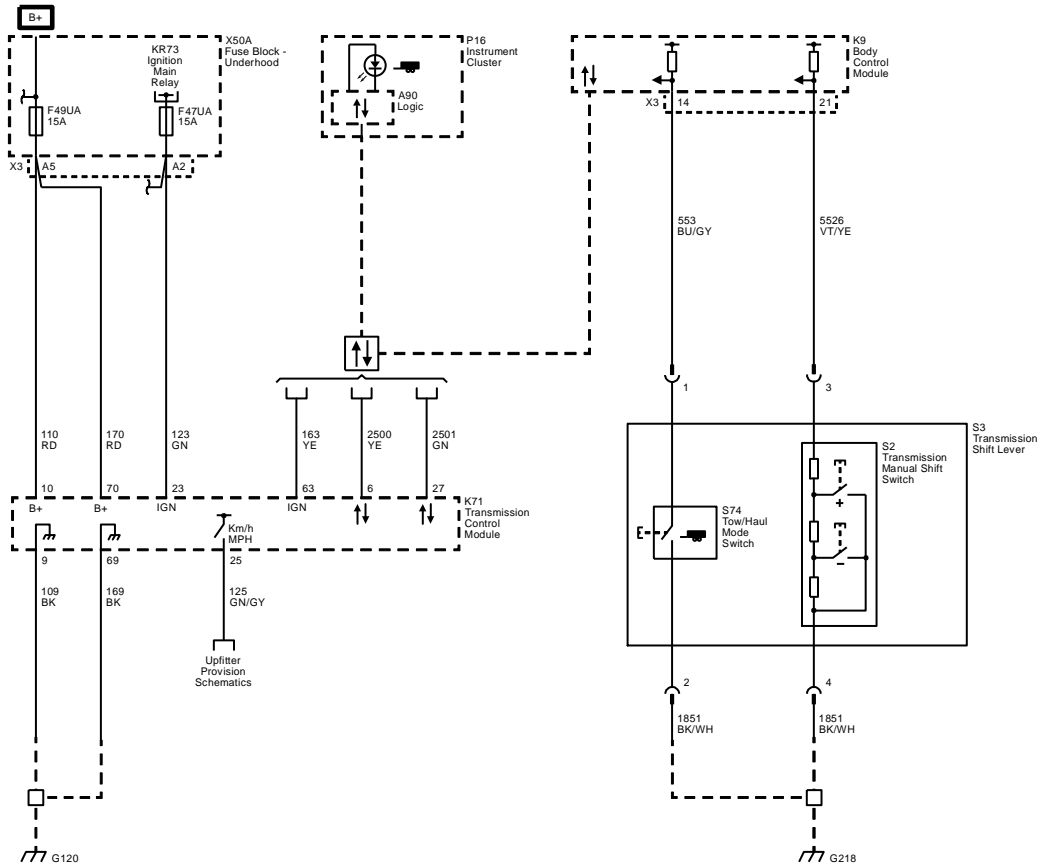 B+
X50A
Fuse Block -
Underhood
KR73
Ignition
Main
Relay
F49UA
15A
F47UA
15A
X3
A5
A2
P16
Instrument
Cluster
A90
Logic
K9
Body
Control
Module
X3
14
21
553
BU/GY
5526
VT/YE
1
3
110
RD
170
RD
123
GN
163
YE
2500
YE
2501
GN
10
70
23
63
6
27
B+
B+
IGN
IGN
K71
Transmission
Control
Module
Km/h
MPH
9
69
25
109
BK
169
BK
125
GN/GY
Upfitter
Provision
Schematics
S3
Transmission
Shift Lever
S2
Transmission
Manual Shift
Switch
+
–
S74
Tow/Haul
Mode
Switch
2
4
1851
BK/WH
1851
BK/WH
G120
G218